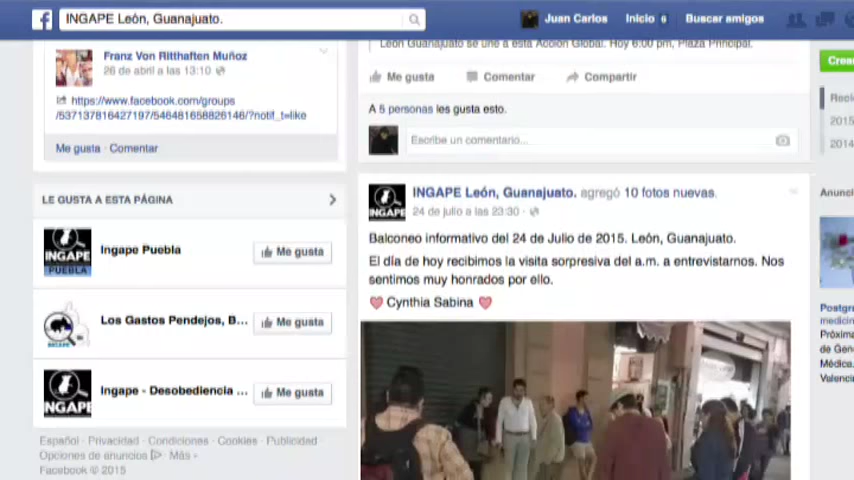 INGAPE León, Guanajuato.
Juan Carlos
Inicio 6
Buscar amigos
Franz Von Ritthaften Muñoz
26 de abril a las 13:10
https://www.facebook.com/groups
/537137816427197/546481658826146/?notif_t=like
Me gusta · Comentar
LE GUSTA A ESTA PÁGINA
INGAPE
PUEBLA
Ingape Puebla
Me gusta
Los Gastos Pendejos, B...
Me gusta
INGAPE
Ingape - Desobediencia ...
Me gusta
Español · Privacidad · Condiciones · Cookies · Publicidad ·
Opciones de anuncios · Más
Facebook © 2015
León Guanajuato se une a esta Acción Global. Hoy 6:00 pm, Plaza Principal.
Me gusta
Comentar
Compartir
A 5 personas les gusta esto.
Escribe un comentario...
INGAPE
INGAPE León, Guanajuato. agregó 10 fotos nuevas.
24 de julio a las 23:30 ·
Balconeo informativo del 24 de Julio de 2015. León, Guanajuato.
El día de hoy recibimos la visita sorpresiva del a.m. a entrevistarnos. Nos
sentimos muy honrados por ello.
Cynthia Sabina
Crea
Reci
2015
2014
Anunci
Postgr
medicin
Próxima
de Gen
Médica.
Valenci